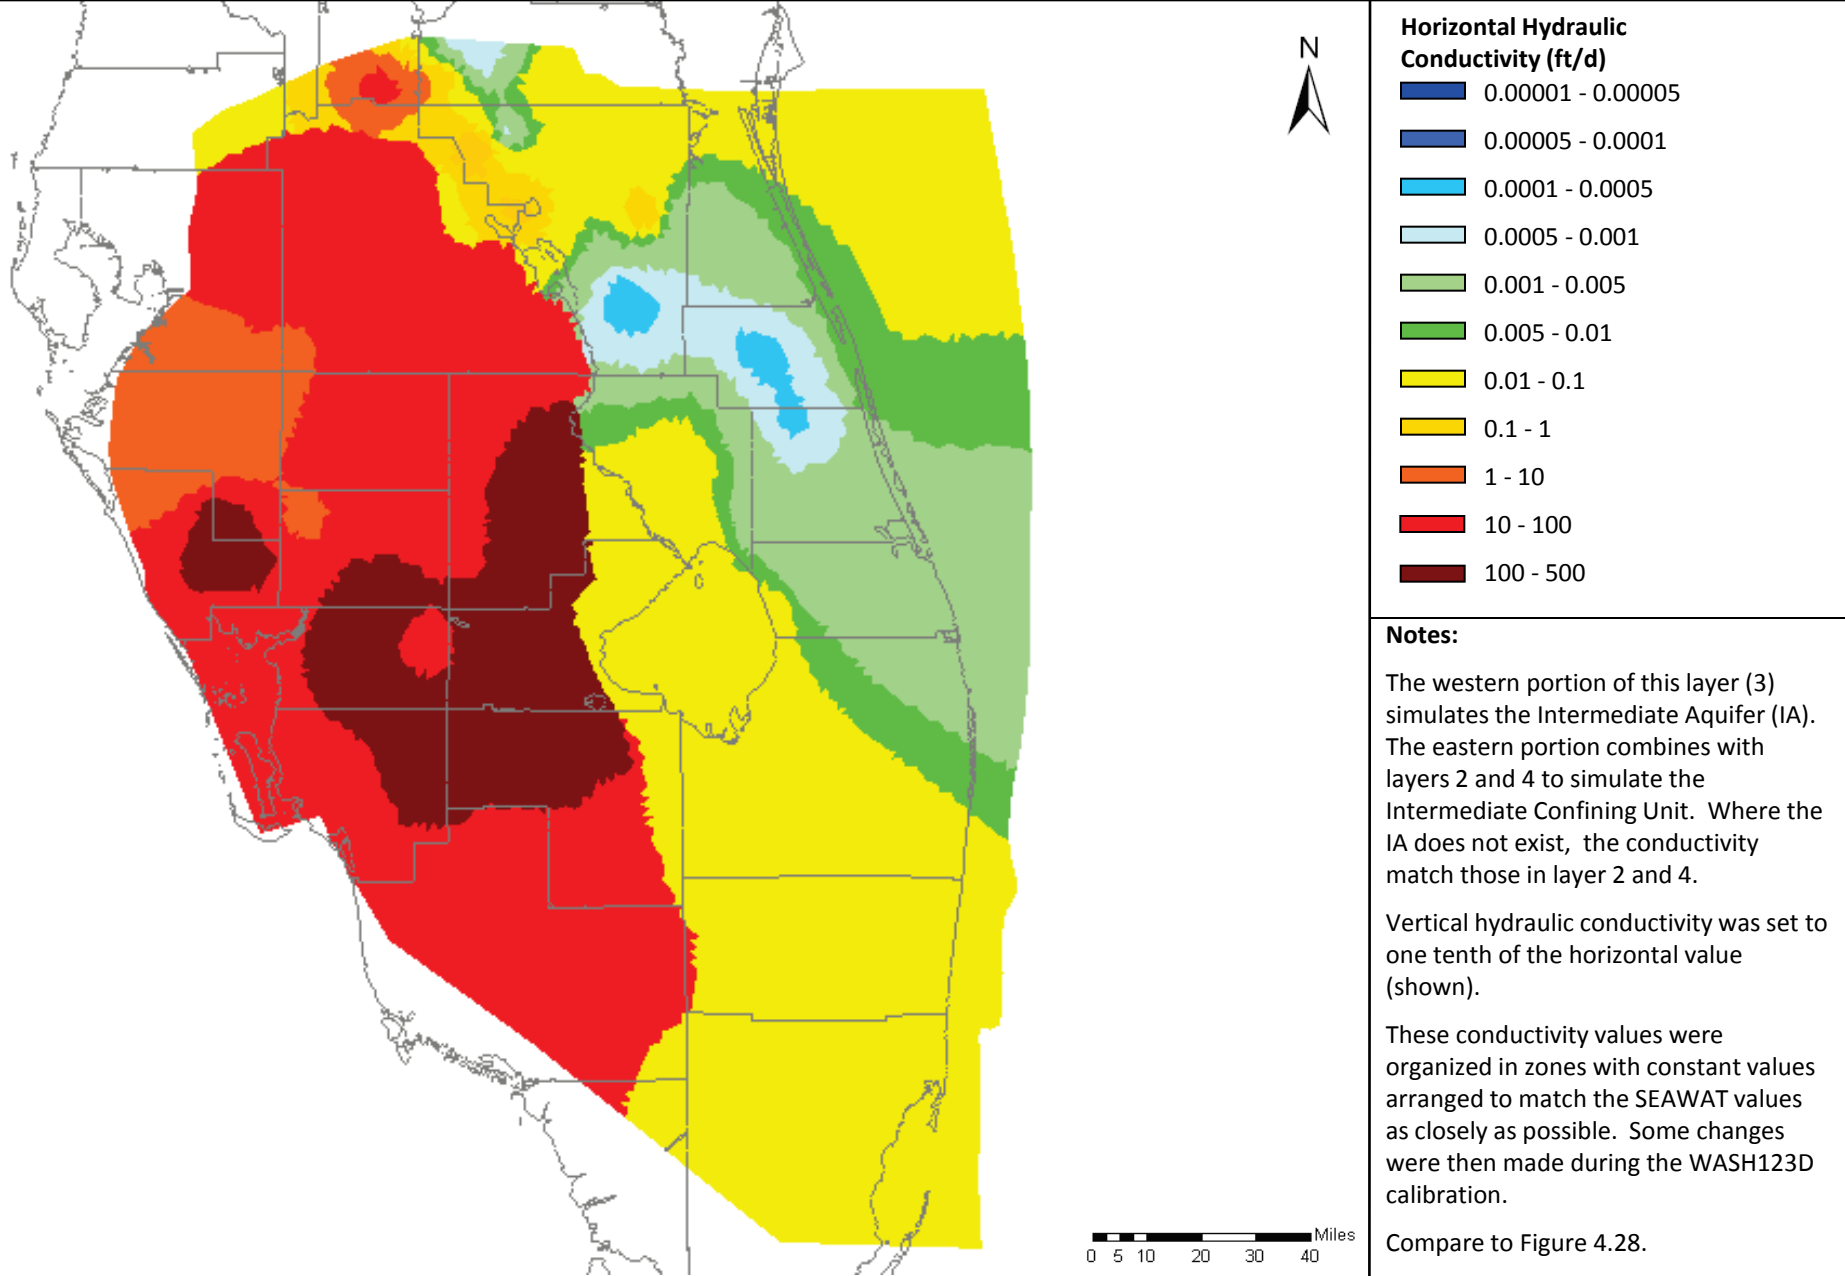 N
Miles
0 5 10 20 30 40
Horizontal Hydraulic
Conductivity (ft/d)
0.00001 - 0.00005
0.00005 - 0.0001
0.0001 - 0.0005
0.0005 - 0.001
0.001 - 0.005
0.005 - 0.01
0.01 - 0.1
0.1 - 1
1 - 10
10 - 100
100 - 500
Notes:
The western portion of this layer (3)
simulates the Intermediate Aquifer (IA).
The eastern portion combines with
layers 2 and 4 to simulate the
Intermediate Confining Unit.  Where the
IA does not exist,  the conductivity
match those in layer 2 and 4.
Vertical hydraulic conductivity was set to
one tenth of the horizontal value
(shown).
These conductivity values were
organized in zones with constant values
arranged to match the SEAWAT values
as closely as possible.  Some changes
were then made during the WASH123D
calibration.
Compare to Figure 4.28.